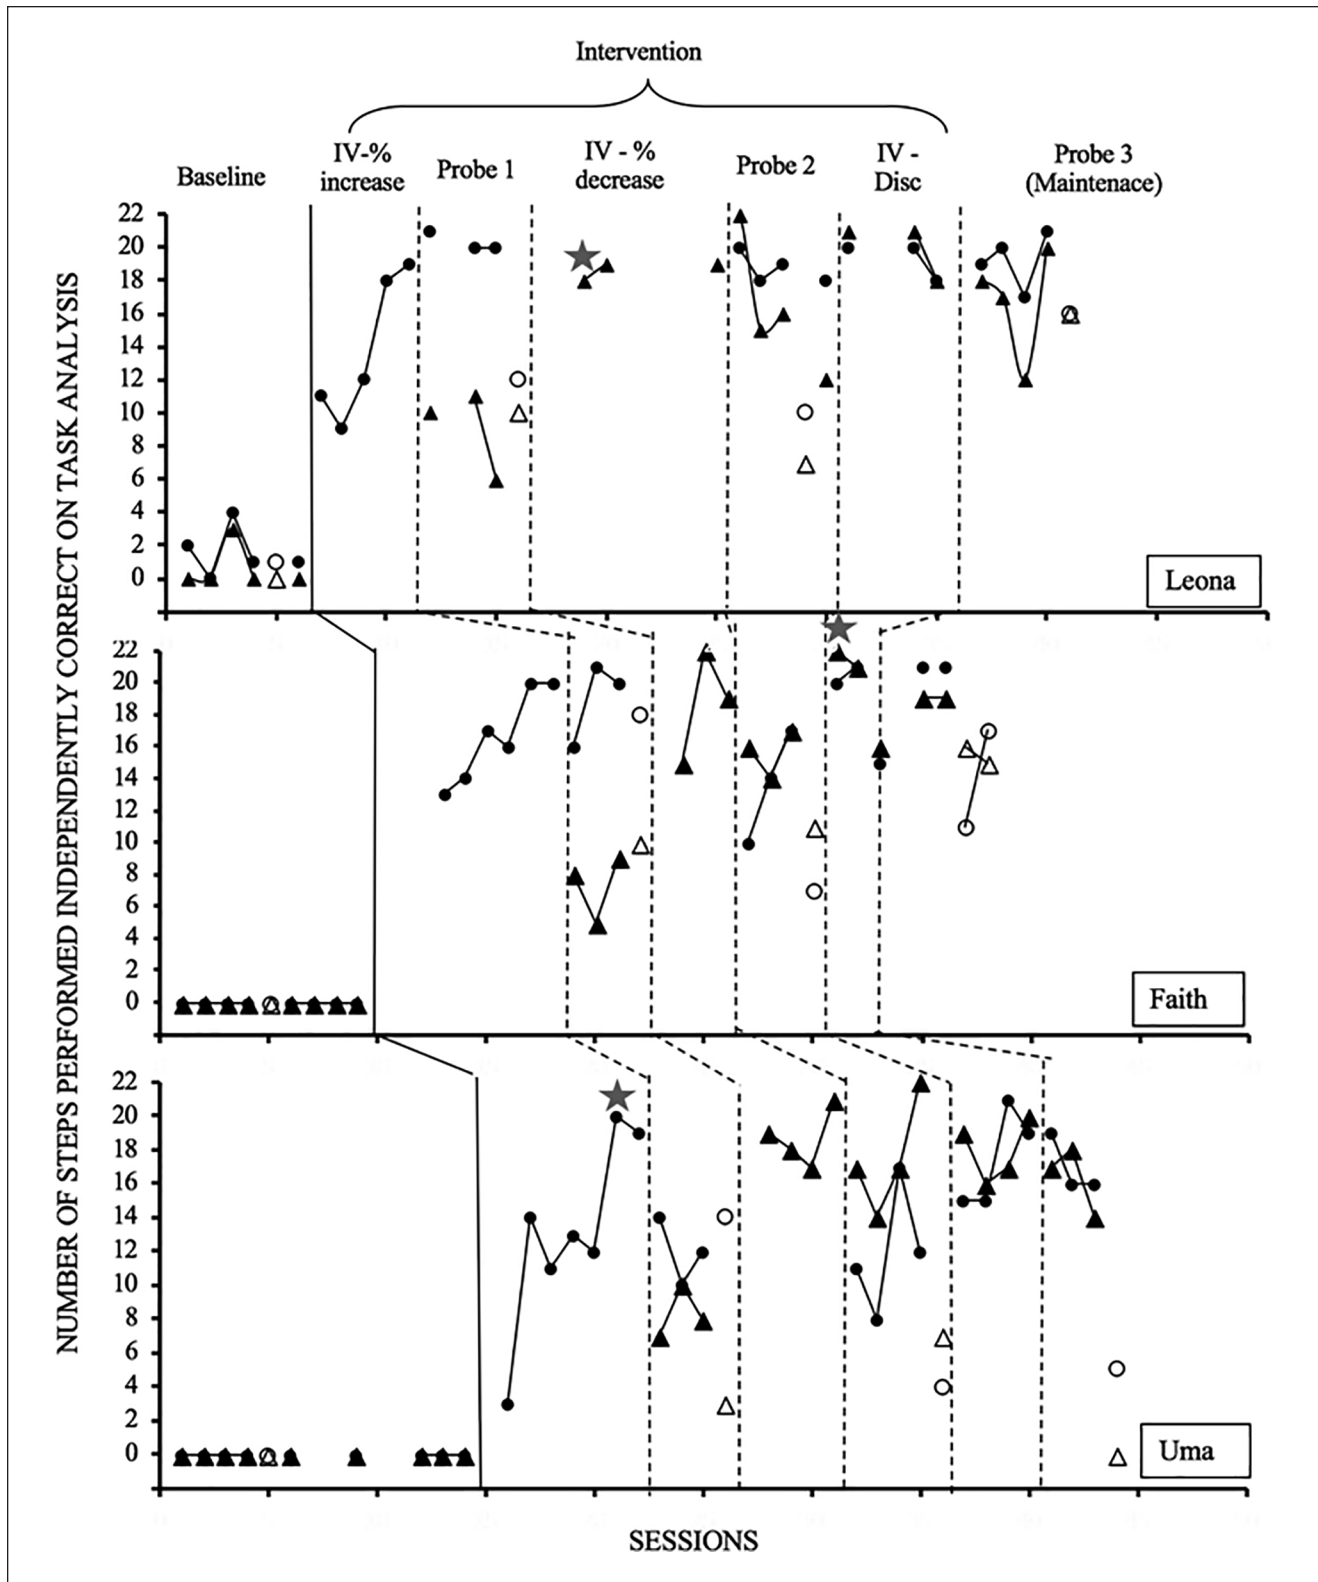 Intervention
Baseline
IV-%
increase
Probe 1
IV - %
decrease
Probe 2
IV -
Disc
Probe 3
(Maintenace)
NUMBER OF STEPS PERFORMED INDEPENDENTLY CORRECT ON TASK ANALYSIS
22
20
18
16
14
12
10
8
6
4
2
0
Leona
22
20
18
16
14
12
10
8
6
4
2
0
Faith
22
20
18
16
14
12
10
8
6
4
2
0
Uma
SESSIONS